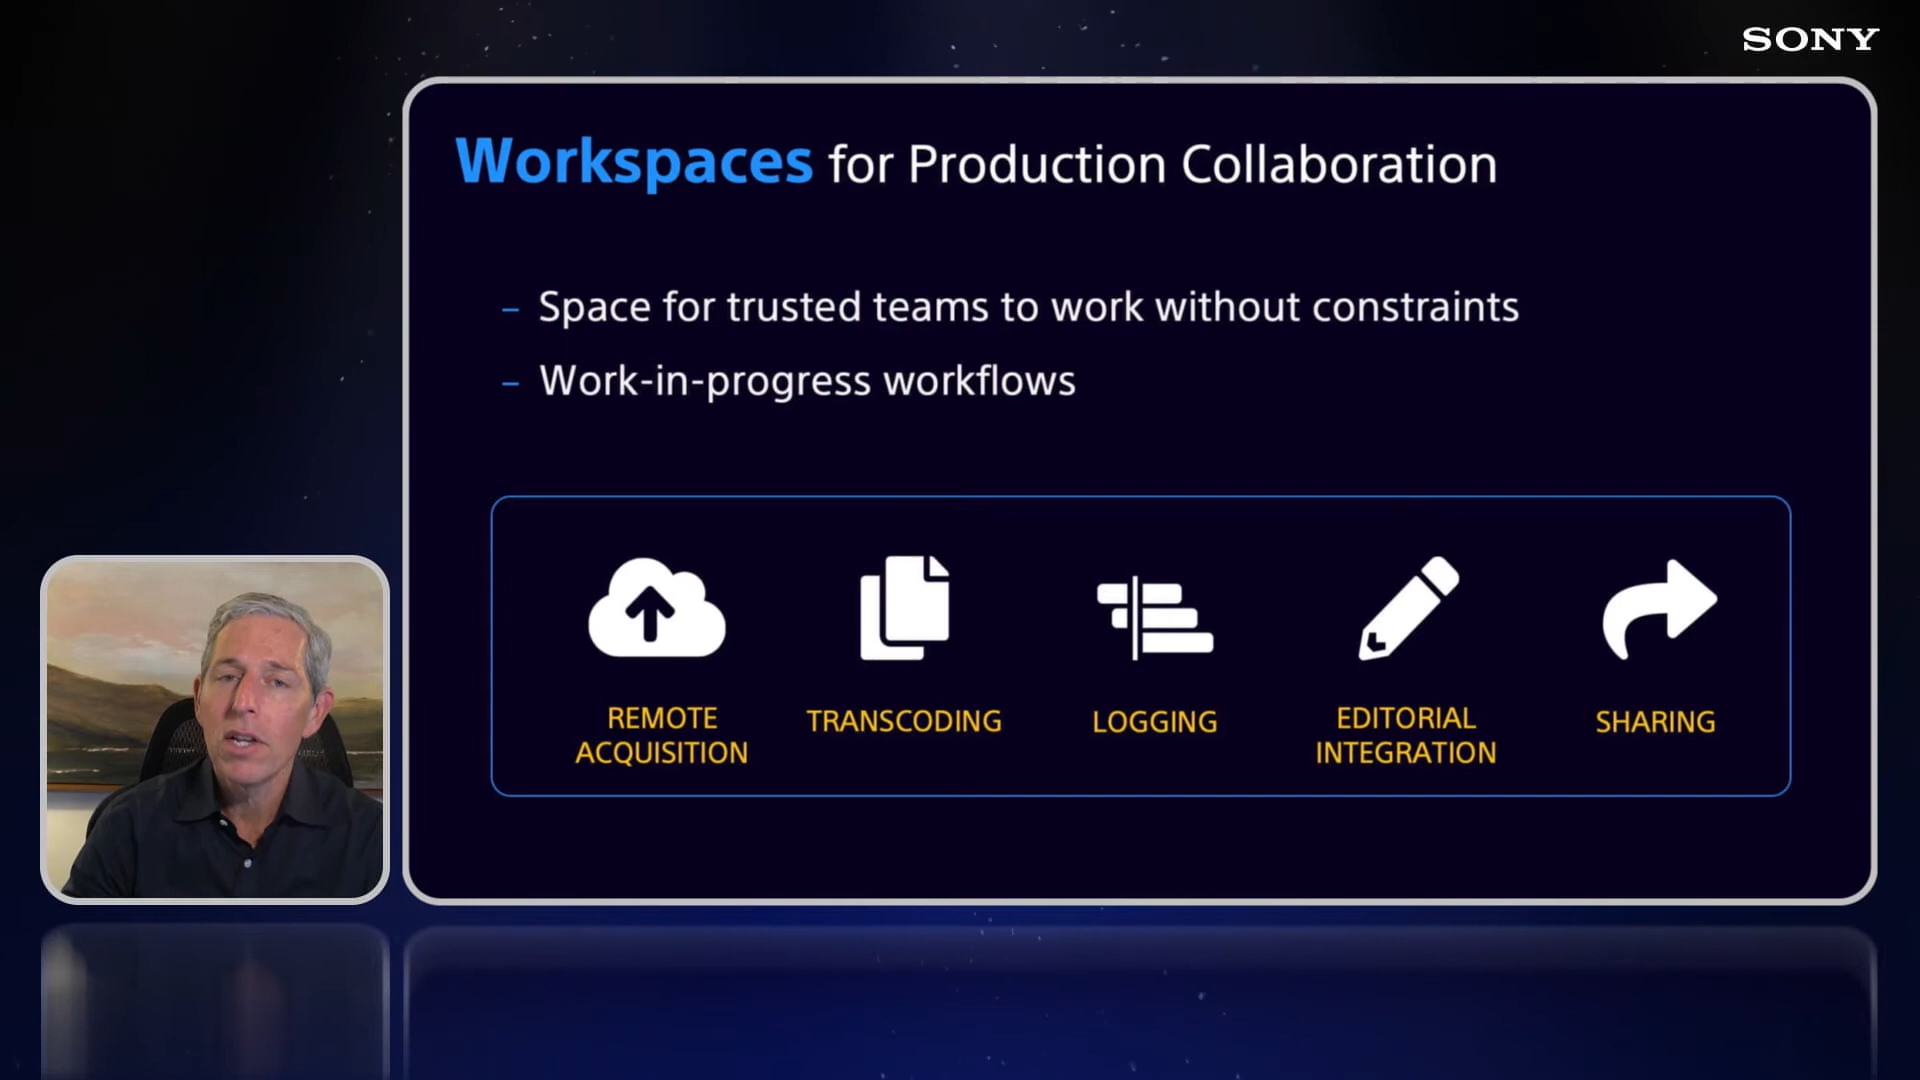 SONY
Workspaces for Production Collaboration
– Space for trusted teams to work without constraints
– Work-in-progress workflows
REMOTE
ACQUISITION
TRANSCODING
LOGGING
EDITORIAL
INTEGRATION
SHARING